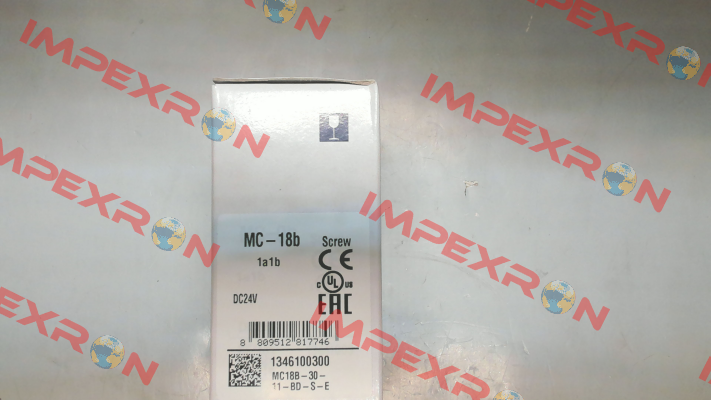 IMPEXRON
IMPEXRON
IMPEXRON
IMPEXRON
IMPEXRON
IMPEXRON
IMPEXRON
MC-18b Screw
1a1b
CE
c UL us
DC24V
EAC
8 809512 817746
1346100300
MC18B-30-
11-BD-S-E